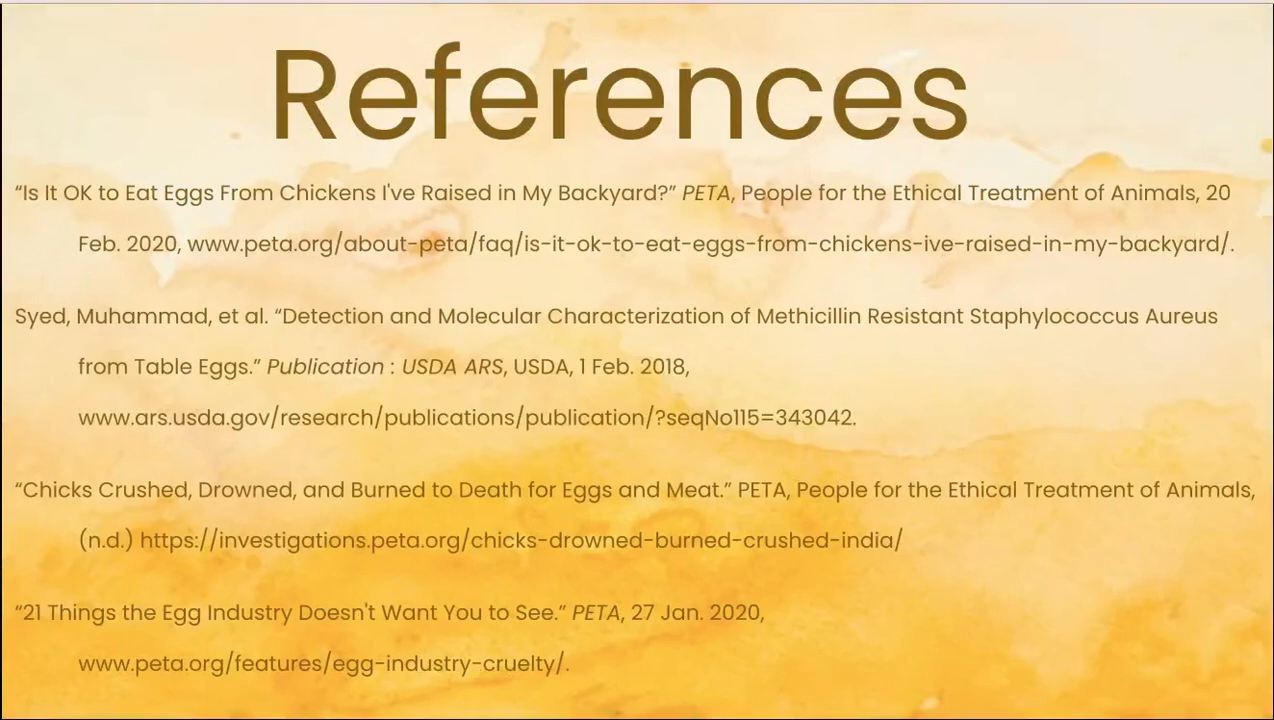 References
“Is It OK to Eat Eggs From Chickens I've Raised in My Backyard?” PETA, People for the Ethical Treatment of Animals, 20
Feb. 2020, www.peta.org/about-peta/faq/is-it-ok-to-eat-eggs-from-chickens-ive-raised-in-my-backyard/.
Syed, Muhammad, et al. “Detection and Molecular Characterization of Methicillin Resistant Staphylococcus Aureus
from Table Eggs.” Publication : USDA ARS, USDA, 1 Feb. 2018,
www.ars.usda.gov/research/publications/publication/?seqNo115=343042.
“Chicks Crushed, Drowned, and Burned to Death for Eggs and Meat.” PETA, People for the Ethical Treatment of Animals,
(n.d.) https://investigations.peta.org/chicks-drowned-burned-crushed-india/
“21 Things the Egg Industry Doesn't Want You to See.” PETA, 27 Jan. 2020,
www.peta.org/features/egg-industry-cruelty/.